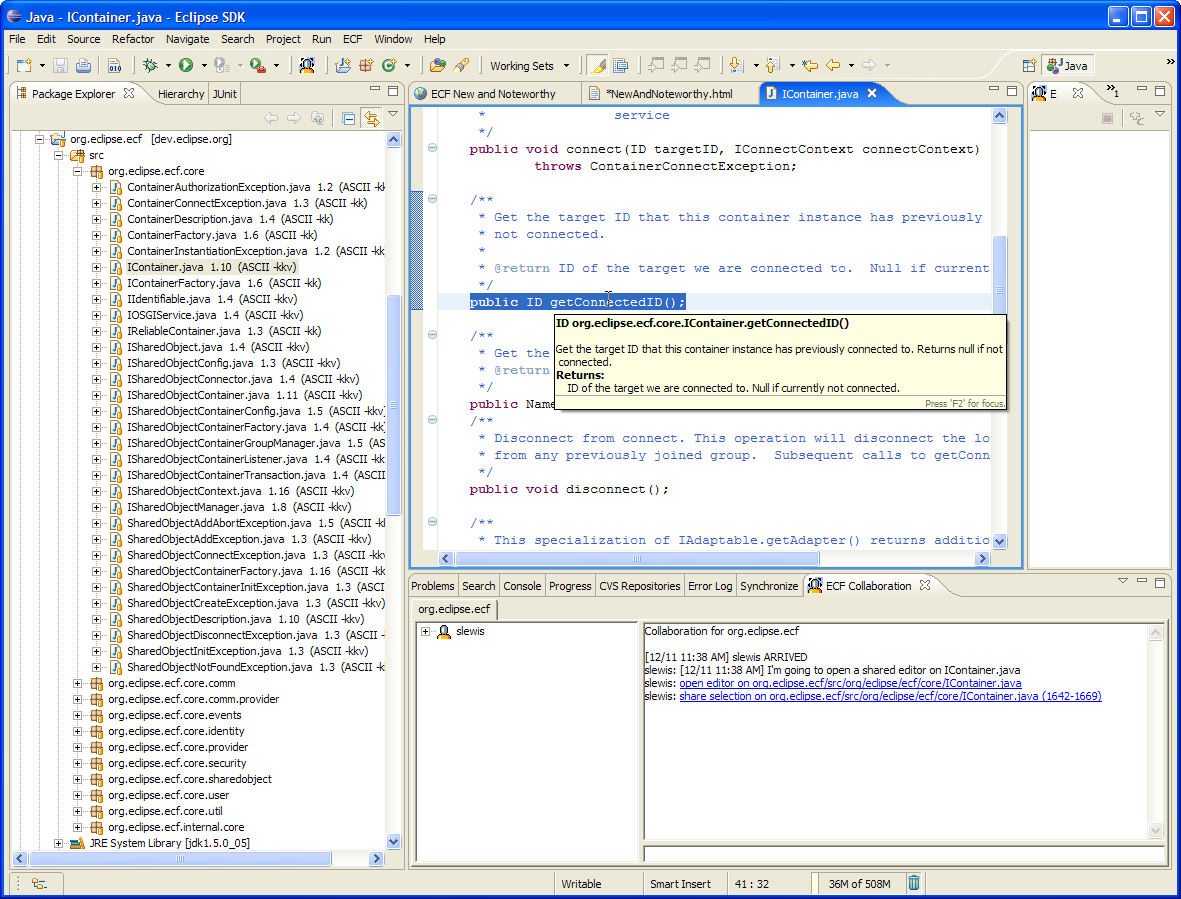 Java - IContainer.java - Eclipse SDK
File Edit Source Refactor Navigate Search Project Run ECF Window Help
Working Sets
Java
Package Explorer Hierarchy JUnit
org.eclipse.ecf [dev.eclipse.org]
src
org.eclipse.ecf.core
ContainerAuthorizationException.java 1.2 (ASCII -kk
ContainerConnectException.java 1.3 (ASCII -kk)
ContainerDescription.java 1.4 (ASCII -kk)
ContainerFactory.java 1.6 (ASCII -kk)
ContainerInstantiationException.java 1.2 (ASCII -kk
IContainer.java 1.10 (ASCII -kkv)
IContainerFactory.java 1.6 (ASCII -kk)
IIdentifiable.java 1.4 (ASCII -kkv)
IOSGIService.java 1.4 (ASCII -kkv)
IReliableContainer.java 1.3 (ASCII -kk)
ISharedObject.java 1.4 (ASCII -kkv)
ISharedObjectConfig.java 1.3 (ASCII -kkv)
ISharedObjectConnector.java 1.4 (ASCII -kkv)
ISharedObjectContainer.java 1.11 (ASCII -kkv)
ISharedObjectContainerConfig.java 1.5 (ASCII -kkv)
ISharedObjectContainerFactory.java 1.4 (ASCII -kkv)
ISharedObjectContainerGroupManager.java 1.5 (AS
ISharedObjectContainerListener.java 1.4 (ASCII -kk
ISharedObjectContainerTransaction.java 1.4 (ASCII
ISharedObjectContext.java 1.16 (ASCII -kkv)
ISharedObjectManager.java 1.8 (ASCII -kkv)
SharedObjectAddAbortException.java 1.5 (ASCII -kk
SharedObjectAddException.java 1.3 (ASCII -kkv)
SharedObjectConnectException.java 1.3 (ASCII -kkv
SharedObjectContainerFactory.java 1.16 (ASCII -kkv
SharedObjectContainerInitException.java 1.3 (ASCII
SharedObjectCreateException.java 1.3 (ASCII -kkv)
SharedObjectDescription.java 1.10 (ASCII -kkv)
SharedObjectDisconnectException.java 1.3 (ASCII -k
SharedObjectInitException.java 1.3 (ASCII -kkv)
SharedObjectNotFoundException.java 1.3 (ASCII -kk
org.eclipse.ecf.core.comm
org.eclipse.ecf.core.comm.provider
org.eclipse.ecf.core.events
org.eclipse.ecf.core.identity
org.eclipse.ecf.core.provider
org.eclipse.ecf.core.security
org.eclipse.ecf.core.sharedobject
org.eclipse.ecf.core.user
org.eclipse.ecf.core.util
org.eclipse.ecf.internal.core
JRE System Library [jdk1.5.0_05]
ECF New and Noteworthy *NewAndNoteworthy.html IContainer.java
E »1
* service
*/
public void connect(ID targetID, IConnectContext connectContext)
throws ContainerConnectException;
/**
* Get the target ID that this container instance has previously
* not connected.
*
* @return ID of the target we are connected to. Null if current
*/
public ID getConnectedID();
/**
* Get the
* @return
*/
public Name
/**
* Disconnect from connect. This operation will disconnect the lo
* from any previously joined group. Subsequent calls to getConn
*/
public void disconnect();
/**
* This specialization of IAdaptable.getAdapter() returns additio
ID org.eclipse.ecf.core.IContainer.getConnectedID()
Get the target ID that this container instance has previously connected to. Returns null if not
connected.
Returns:
ID of the target we are connected to. Null if currently not connected.
Press 'F2' for focus.
Problems Search Console Progress CVS Repositories Error Log Synchronize ECF Collaboration
org.eclipse.ecf
slewis
Collaboration for org.eclipse.ecf
[12/11 11:38 AM] slewis ARRIVED
slewis: [12/11 11:38 AM] I'm going to open a shared editor on IContainer.java
slewis: open editor on org.eclipse.ecf/src/org/eclipse/ecf/core/IContainer.java
slewis: share selection on org.eclipse.ecf/src/org/eclipse/ecf/core/IContainer.java (1642-1669)
Writable Smart Insert 41 : 32 36M of 508M